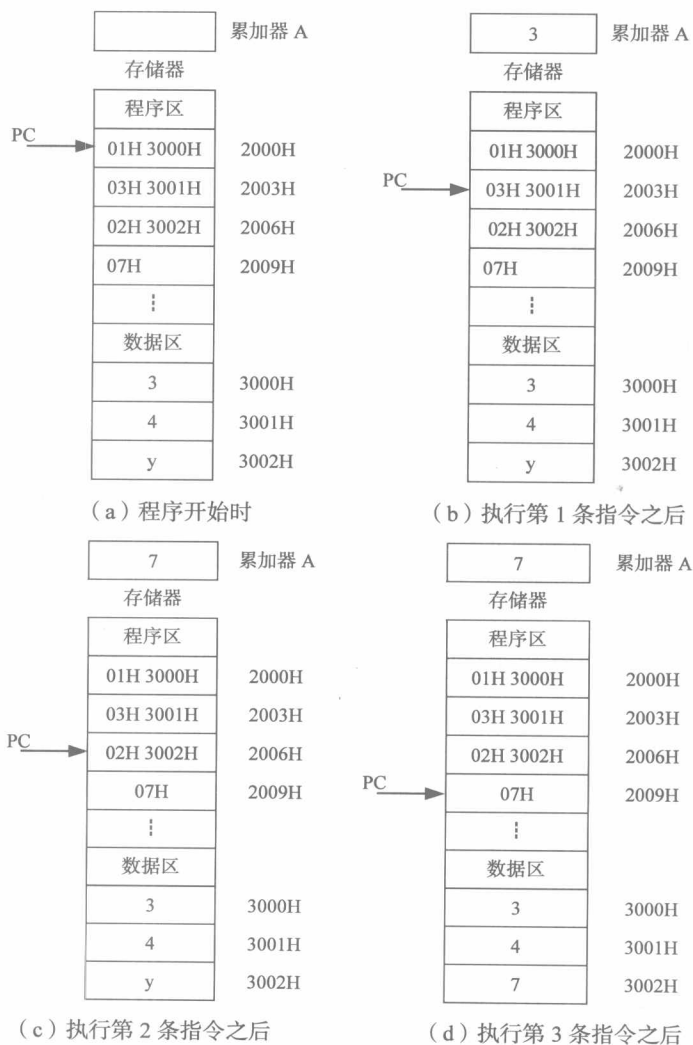 累加器 A
存储器
程序区
PC
01H 3000H 2000H
03H 3001H 2003H
02H 3002H 2006H
07H 2009H
数据区
3 3000H
4 3001H
y 3002H
(a)程序开始时
3 累加器 A
存储器
程序区
01H 3000H 2000H
PC
03H 3001H 2003H
02H 3002H 2006H
07H 2009H
数据区
3 3000H
4 3001H
y 3002H
(b)执行第 1 条指令之后
7 累加器 A
存储器
程序区
01H 3000H 2000H
03H 3001H 2003H
PC
02H 3002H 2006H
07H 2009H
数据区
3 3000H
4 3001H
y 3002H
(c)执行第 2 条指令之后
7 累加器 A
存储器
程序区
01H 3000H 2000H
03H 3001H 2003H
02H 3002H 2006H
PC
07H 2009H
数据区
3 3000H
4 3001H
7 3002H
(d)执行第 3 条指令之后